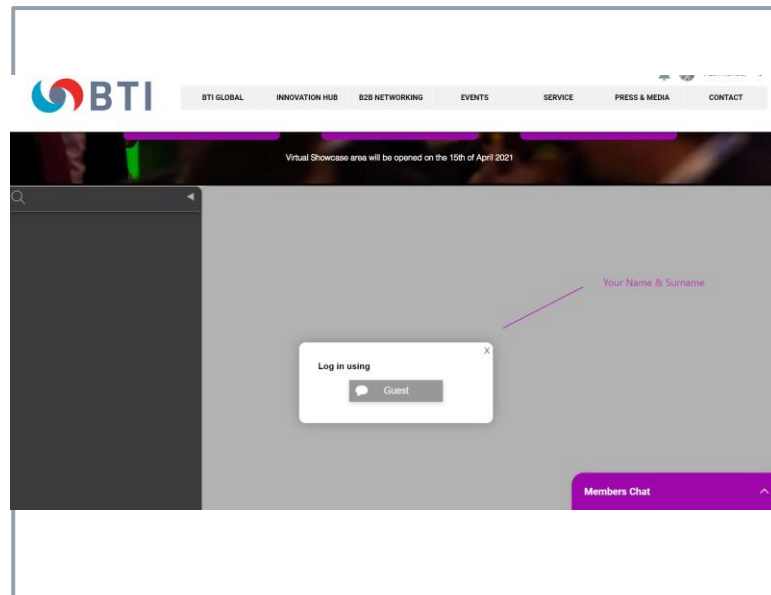 BTI
BTI GLOBAL INNOVATION HUB B2B NETWORKING EVENTS SERVICE PRESS & MEDIA CONTACT
Virtual Showcase area will be opened on the 15th of April 2021
Your Name & Surname
X
Log in using
Guest
Members Chat